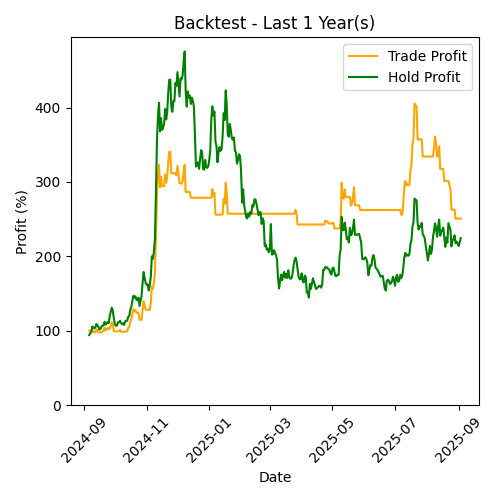 Backtest - Last 1 Year(s)
Trade Profit
Hold Profit
Profit (%)
400
300
200
100
0
2024-09
2024-11
2025-01
2025-03
2025-05
2025-07
2025-09
Date